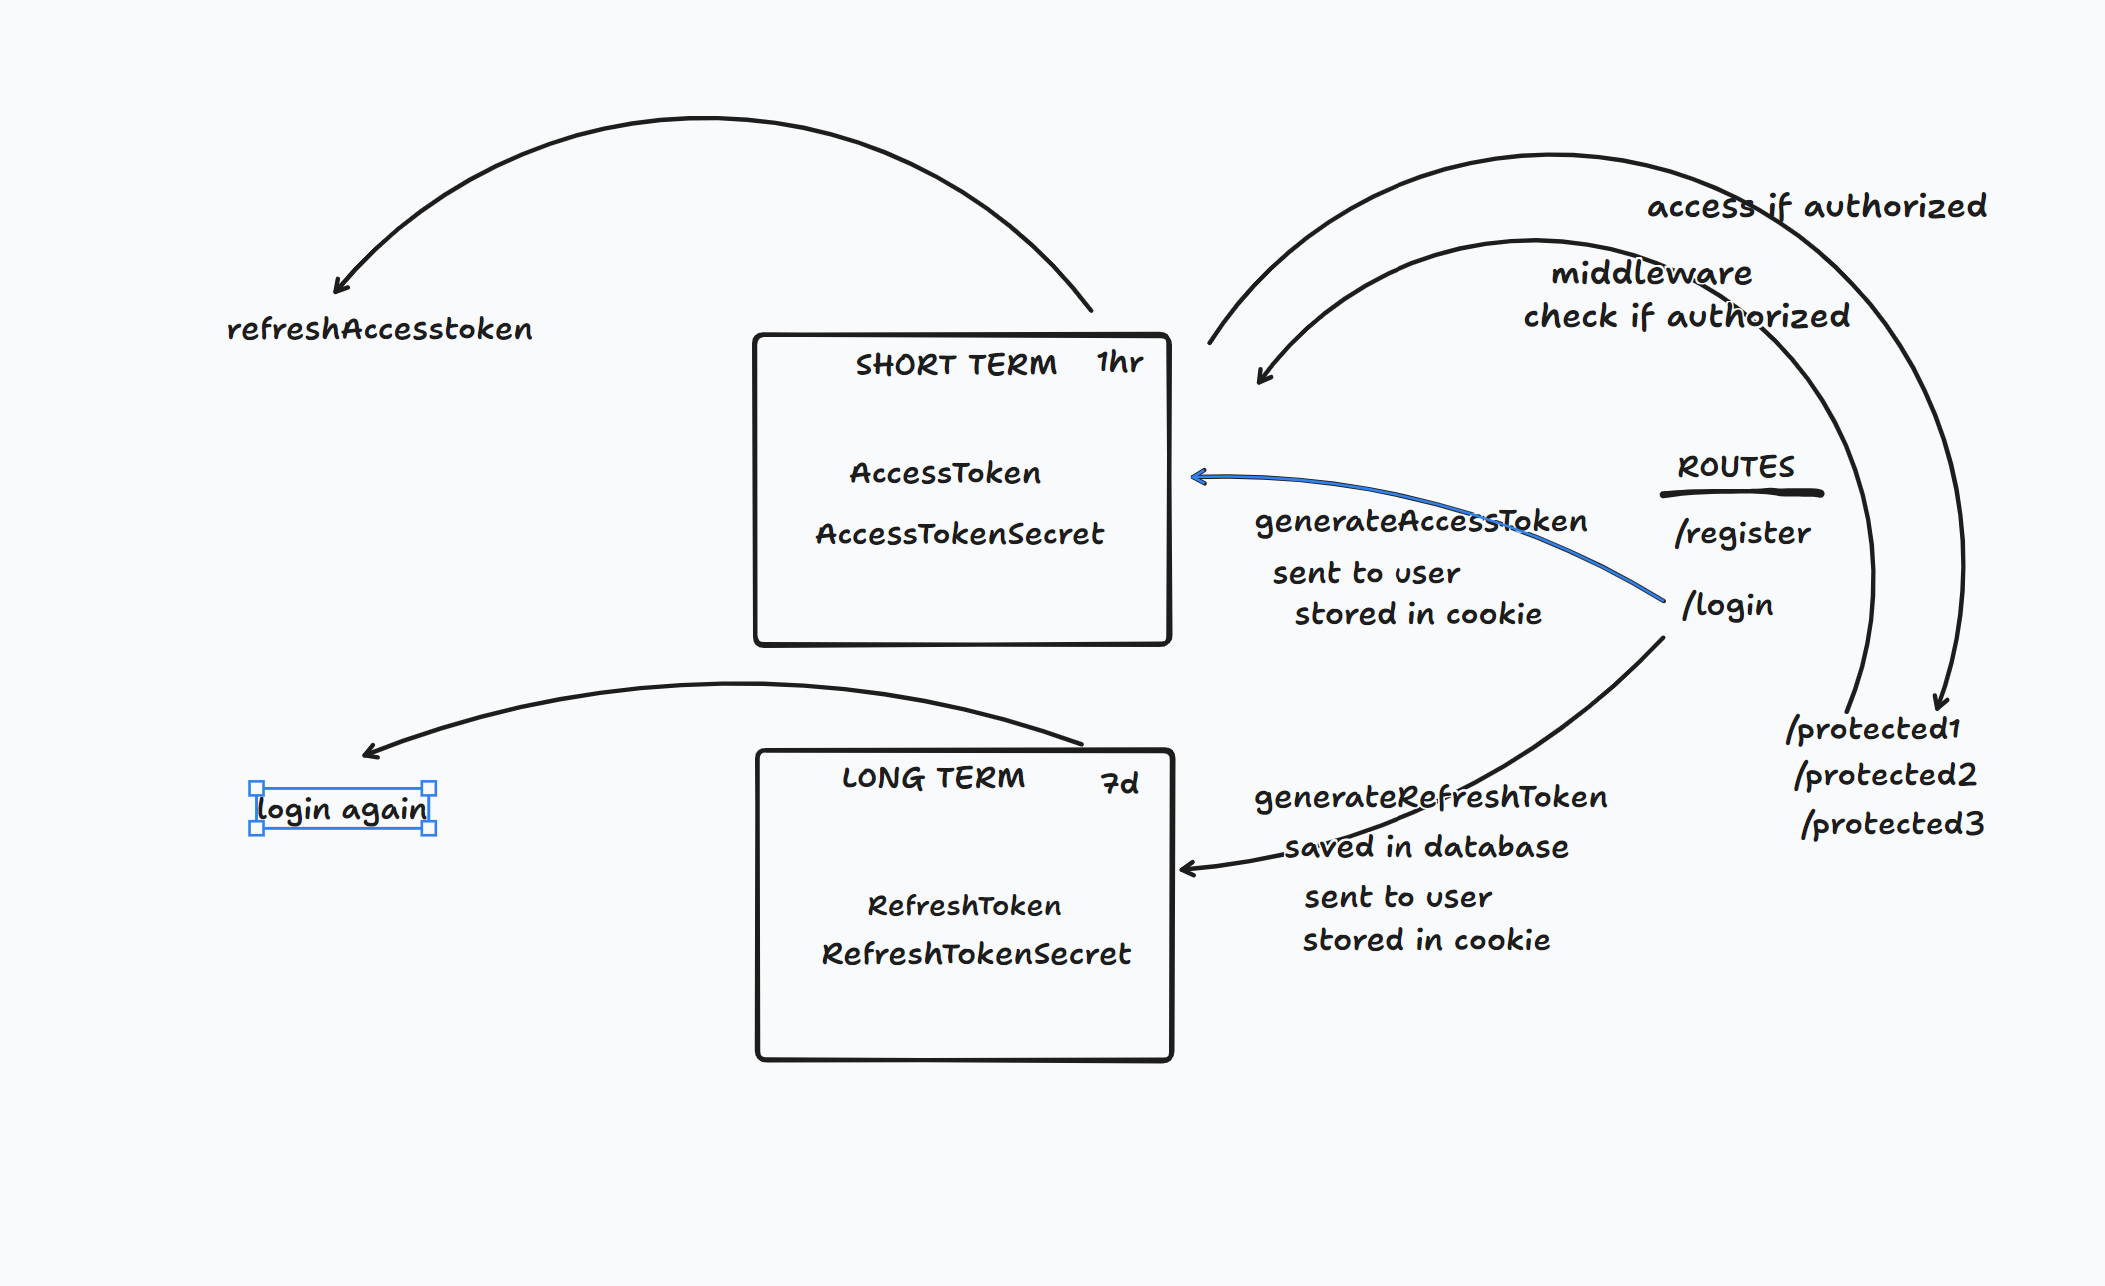 access if authorized
middleware
check if authorized
refreshAccesstoken
SHORT TERM 1hr
AccessToken
AccessTokenSecret
generateAccessToken
sent to user
stored in cookie
ROUTES
/register
/login
/protected1
/protected2
/protected3
login again
LONG TERM 7d
RefreshToken
RefreshTokenSecret
generateRefreshToken
saved in database
sent to user
stored in cookie